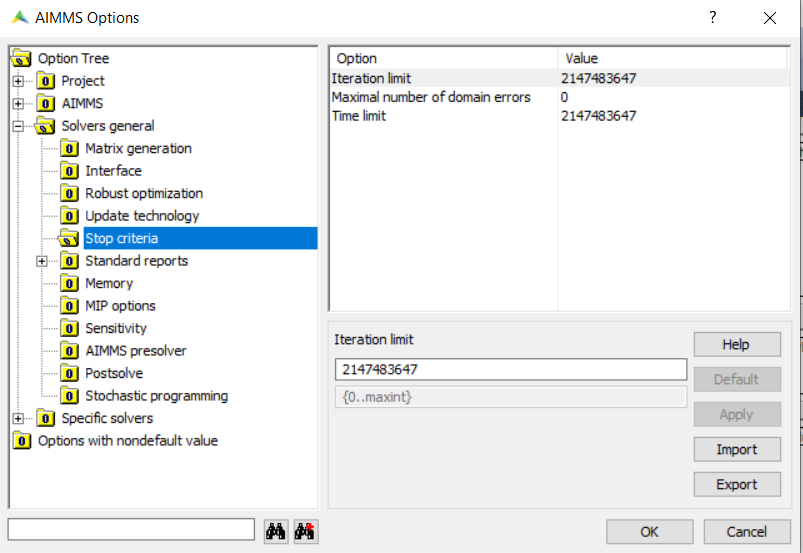 AIMMS Options
?
Option Tree
Project
AIMMS
Solvers general
Matrix generation
Interface
Robust optimization
Update technology
Stop criteria
Standard reports
Memory
MIP options
Sensitivity
AIMMS presolver
Postsolve
Stochastic programming
Specific solvers
Options with nondefault value
Option Value
Iteration limit 2147483647
Maximal number of domain errors 0
Time limit 2147483647
Iteration limit
2147483647
{0..maxint}
Help
Default
Apply
Import
Export
OK Cancel